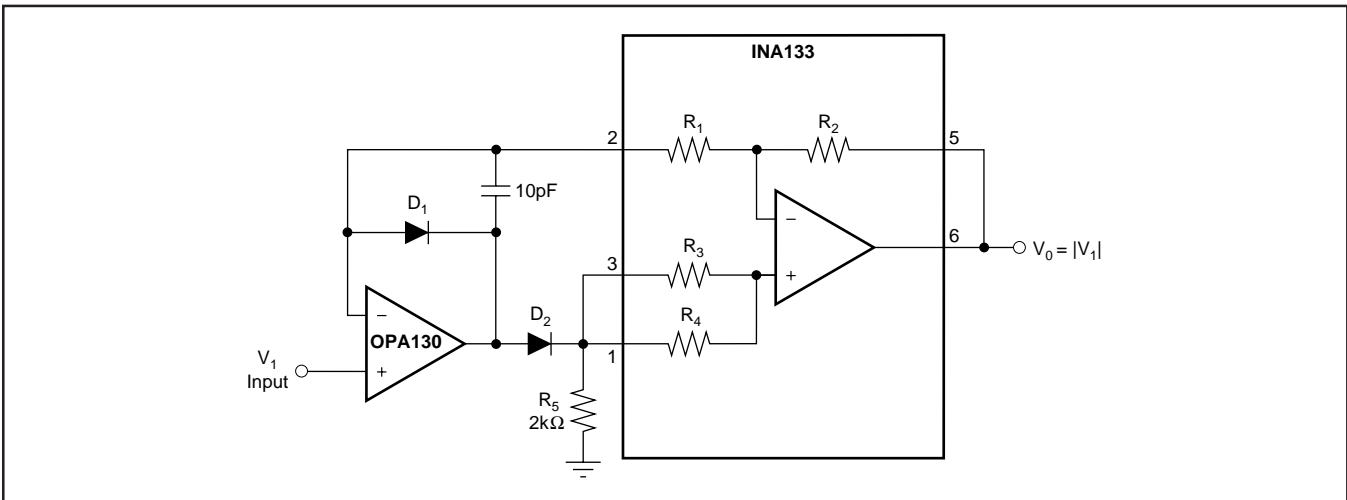 INA133
R₁
R₂
2
5
10pF
D₁
6
V₀ = |V₁|
−
3
R₃
+
D₂
R₄
−
OPA130
1
V₁
Input
+
R₅
2kΩ